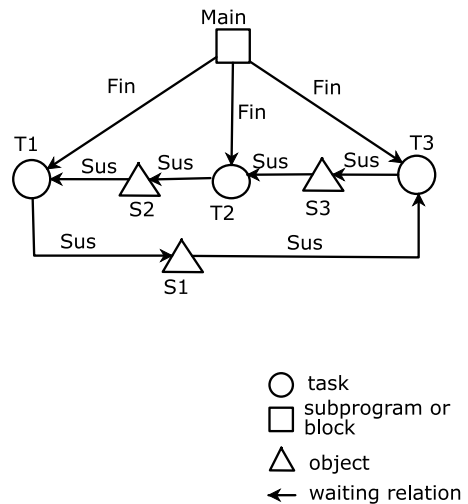 Main
Fin
Fin
Fin
T1
T3
Sus
Sus
Sus
Sus
S2
T2
S3
Sus
Sus
S1
task
subprogram or
block
object
waiting relation